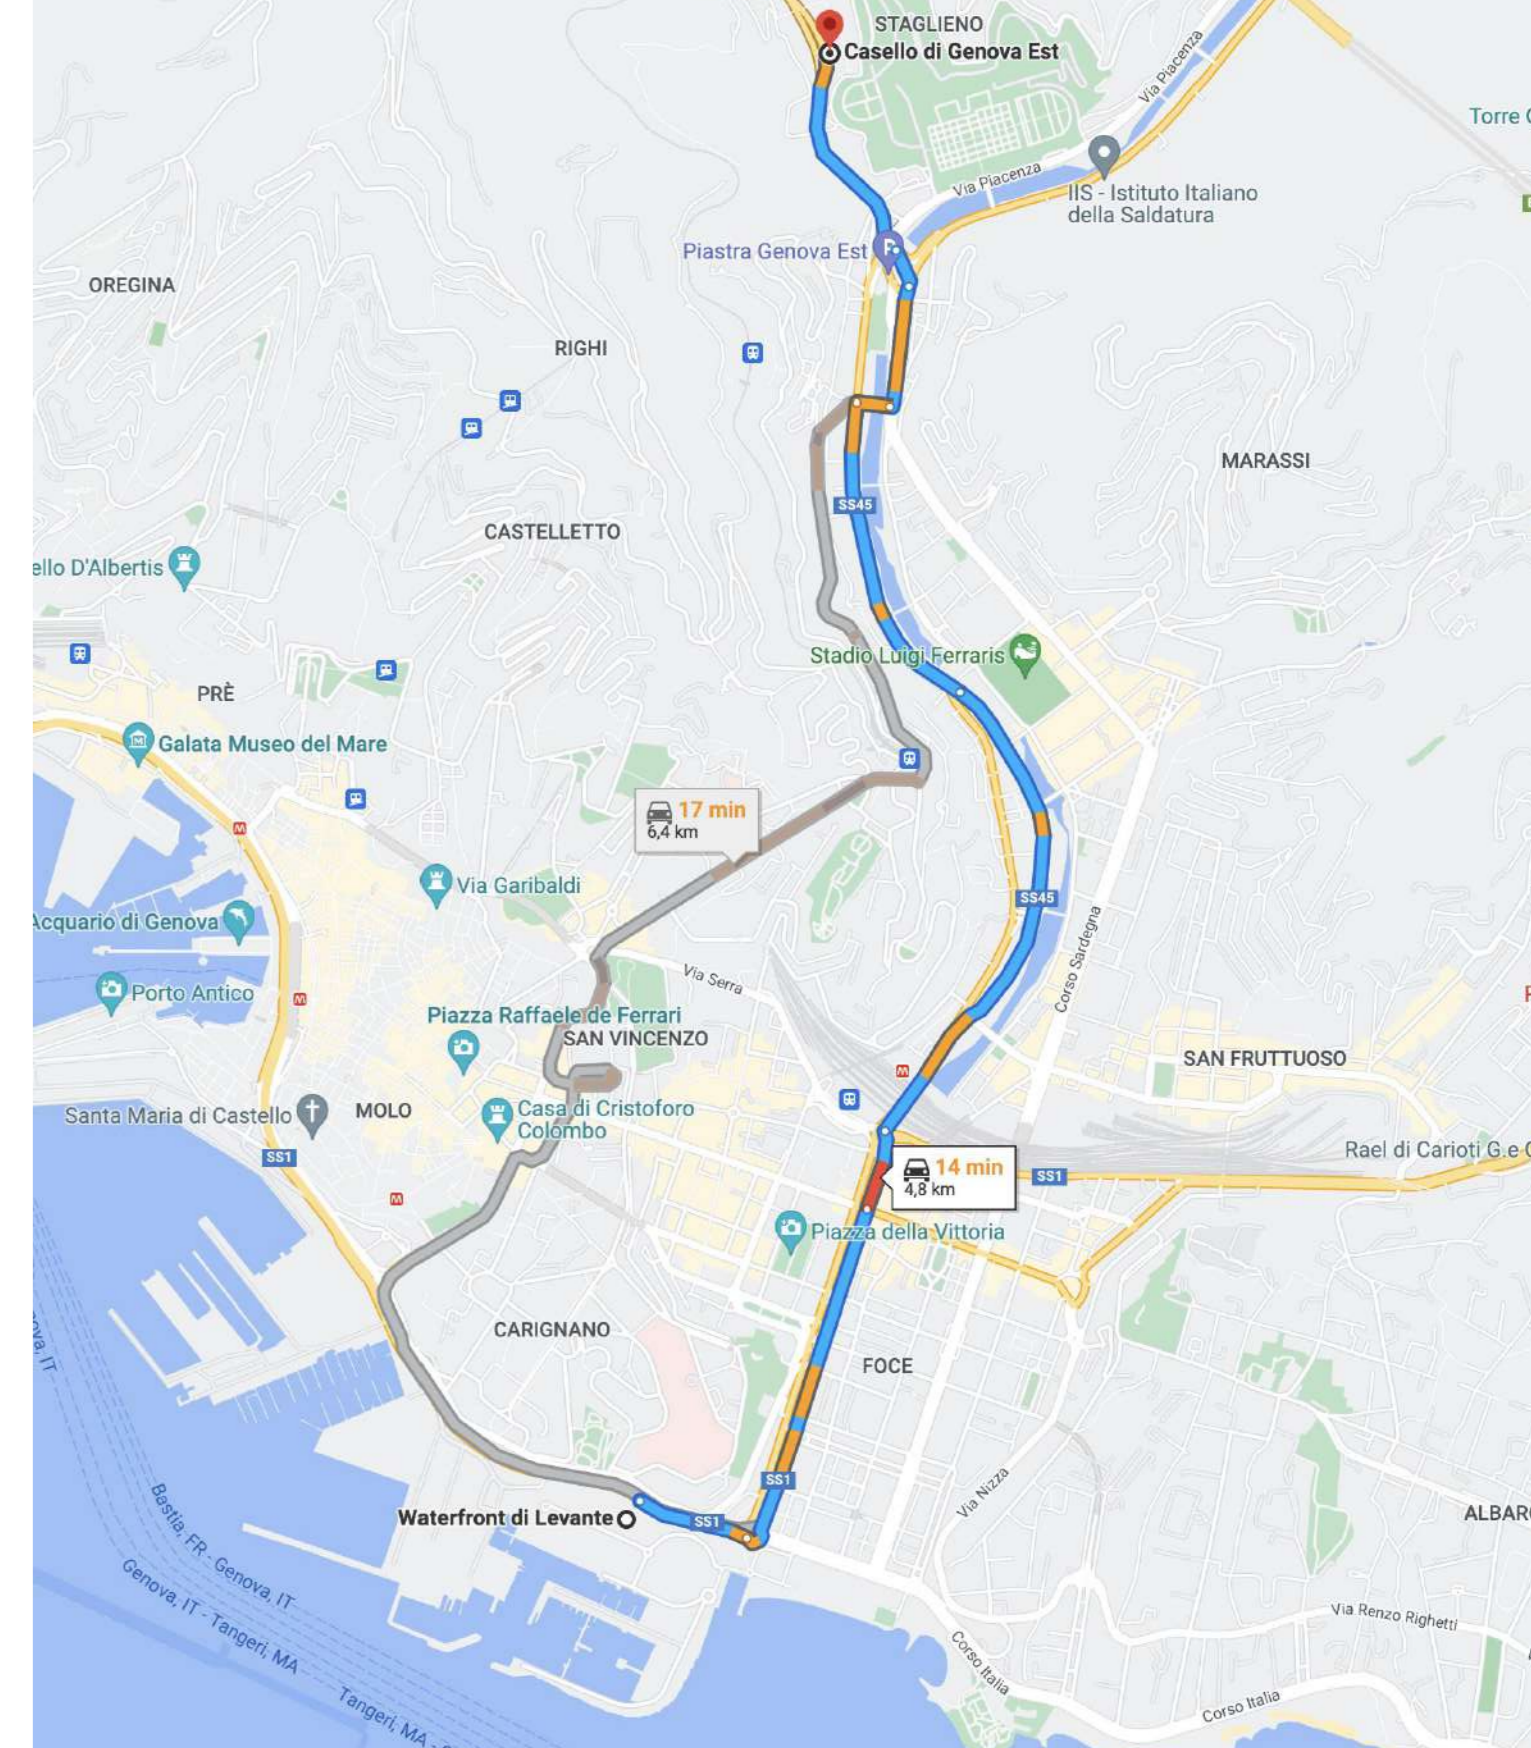 STAGLIENO
Casello di Genova Est
Via Piacenza
Torre
Via Piacenza
IIS - Istituto Italiano
della Saldatura
Piastra Genova Est
OREGINA
RIGHI
MARASSI
SS45
CASTELLETTO
ello D'Albertis
Stadio Luigi Ferraris
PRÈ
Galata Museo del Mare
M
17 min
6,4 km
Via Garibaldi
SS45
Acquario di Genova
Corso Sardegna
Via Serra
Porto Antico
M
Piazza Raffaele de Ferrari
SAN VINCENZO
SAN FRUTTUOSO
M
Santa Maria di Castello
MOLO
Casa di Cristoforo
Colombo
Rael di Carioti G.e
SS1
14 min
4,8 km
SS1
M
Piazza della Vittoria
ova, IT
CARIGNANO
FOCE
SS1
Via Nizza
Waterfront di Levante
SS1
ALBAR
Bastia, FR - Genova, IT
Genova, IT - Tangeri, MA
Via Renzo Righetti
Corso Italia
Corso Italia
Tangeri, MA -